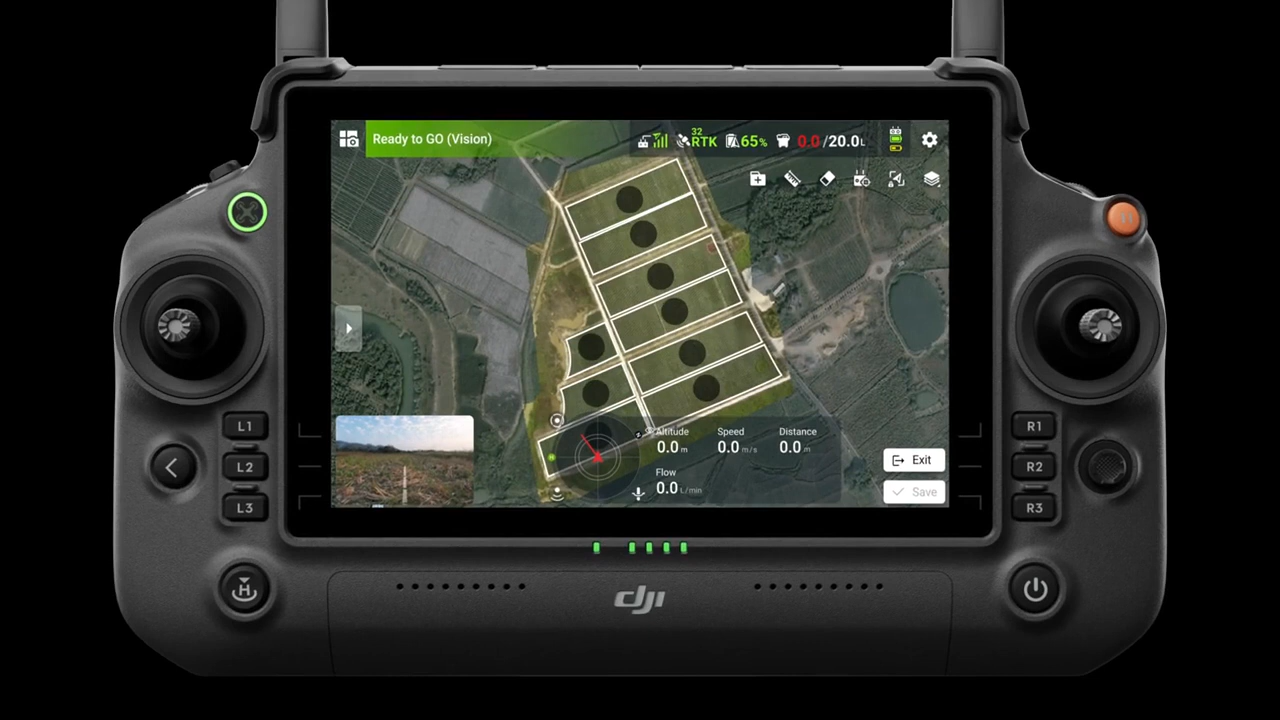 Ready to GO (Vision)
32
RTK
65%
0.0/20.0L
Altitude
0.0 m
Speed
0.0 m/s
Distance
0.0 m
Flow
0.0 L/min
Exit
Save
L1
L2
L3
R1
R2
R3
H
H
dji